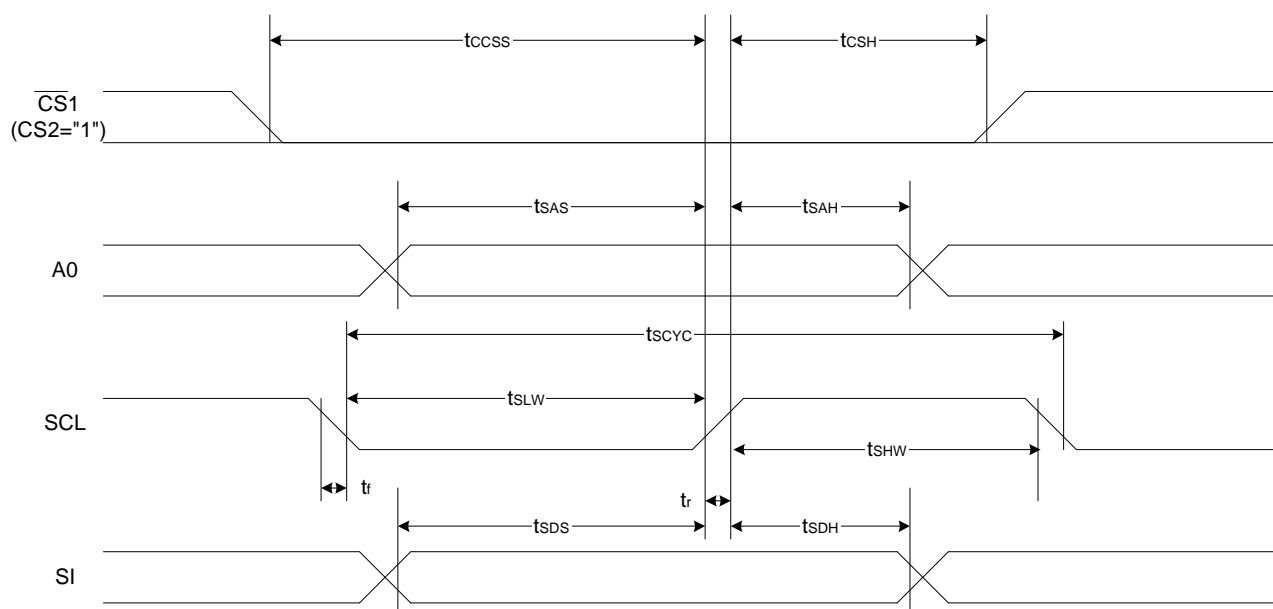 tCCSS
tCSH
CS1
(CS2="1")
tSAS
tSAH
A0
tSCYC
tSLW
SCL
tSHW
tf
tr
tSDS
tSDH
SI